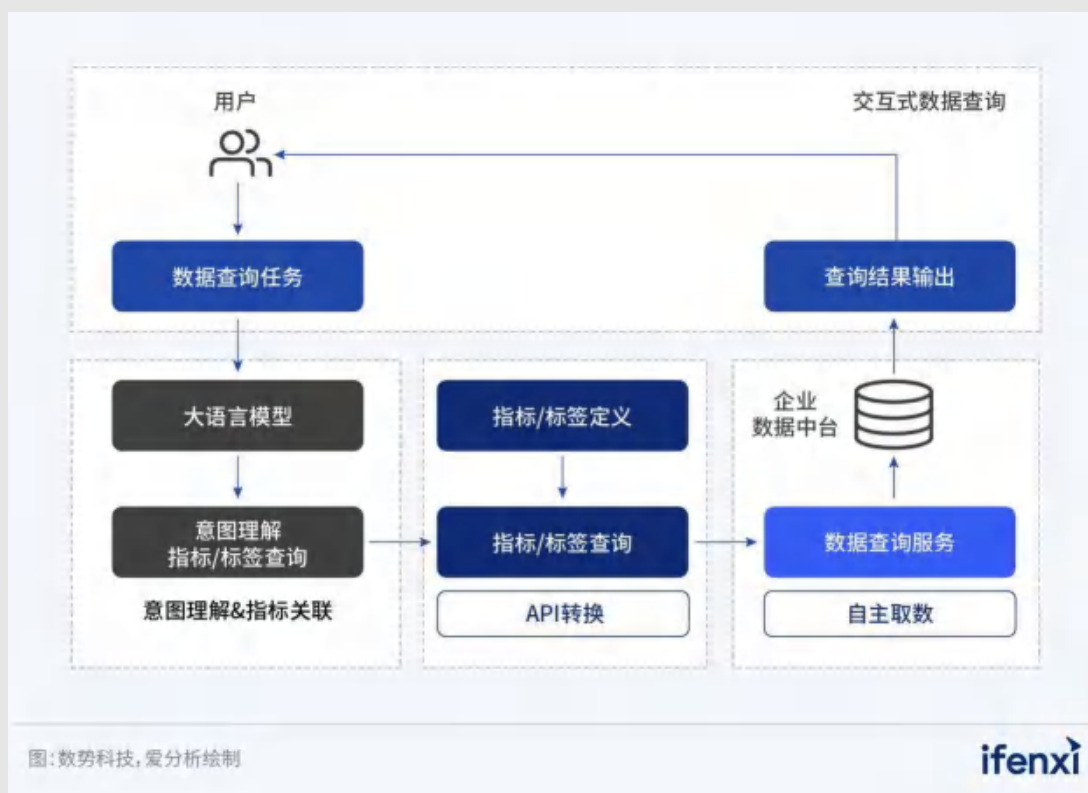 用户
交互式数据查询
数据查询任务
查询结果输出
大语言模型
指标/标签定义
企业
数据中台
意图理解
指标/标签查询
指标/标签查询
数据查询服务
意图理解&指标关联
API转换
自主取数
图:数势科技,爱分析绘制
ifenxi